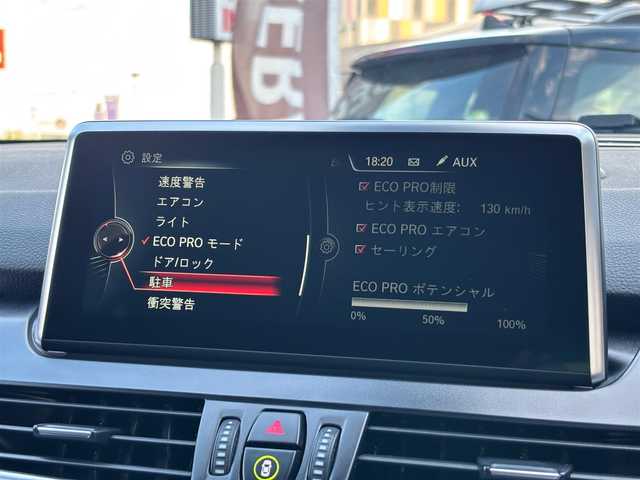 設定
18:20
AUX
速度警告
エアコン
ライト
ECO PRO モード
ドア/ロック
駐車
衝突警告
ECO PRO制限
ヒント表示速度: 130 km/h
ECO PRO エアコン
セーリング
ECO PRO ポテンシャル
0% 50% 100%